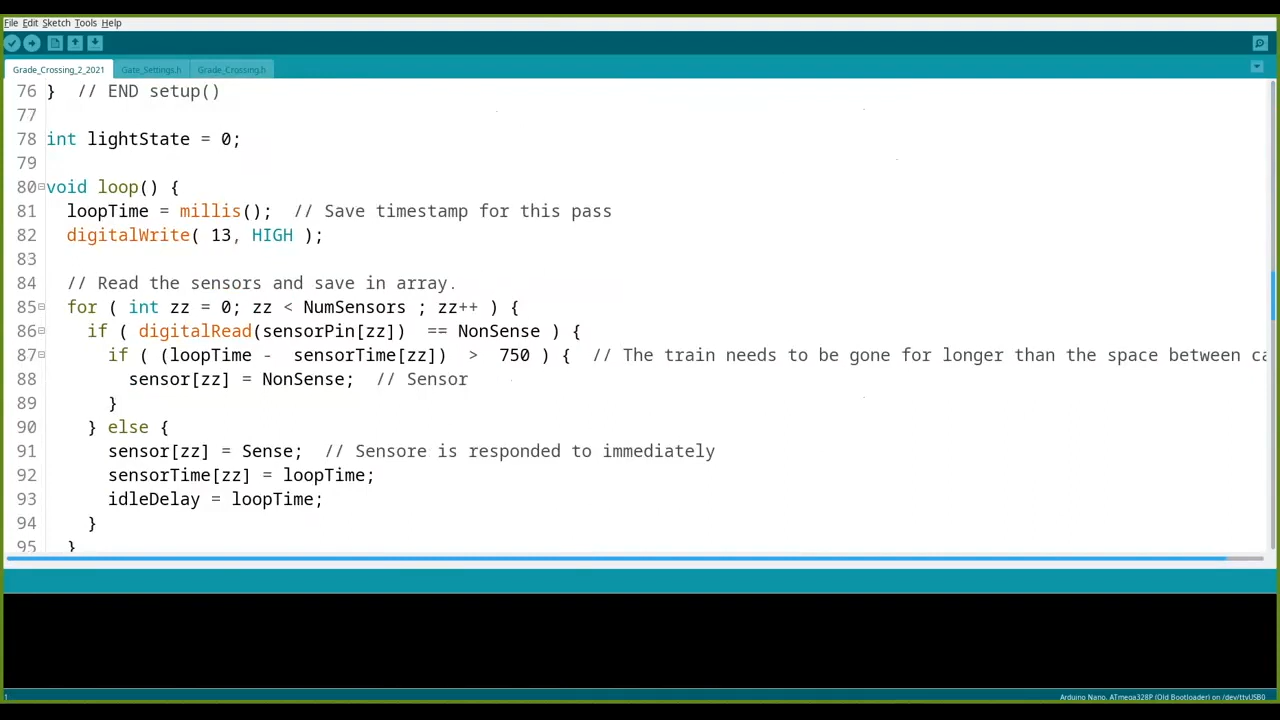 File Edit Sketch Tools Help
Grade_Crossing_2_2021 Gate_Settings.h Grade_Crossing.h
76 } // END setup()
77
78 int lightState = 0;
79
80 void loop() {
81 loopTime = millis(); // Save timestamp for this pass
82 digitalWrite( 13, HIGH );
83
84 // Read the sensors and save in array.
85 for ( int zz = 0; zz < NumSensors ; zz++ ) {
86 if ( digitalRead(sensorPin[zz]) == NonSense ) {
87 if ( (loopTime - sensorTime[zz]) > 750 ) { // The train needs to be gone for longer than the space between ca
88 sensor[zz] = NonSense; // Sensor
89 }
90 } else {
91 sensor[zz] = Sense; // Sensore is responded to immediately
92 sensorTime[zz] = loopTime;
93 idleDelay = loopTime;
94 }
95 }
1 Arduino Nano, ATmega328P (Old Bootloader) on /dev/ttyUSB0